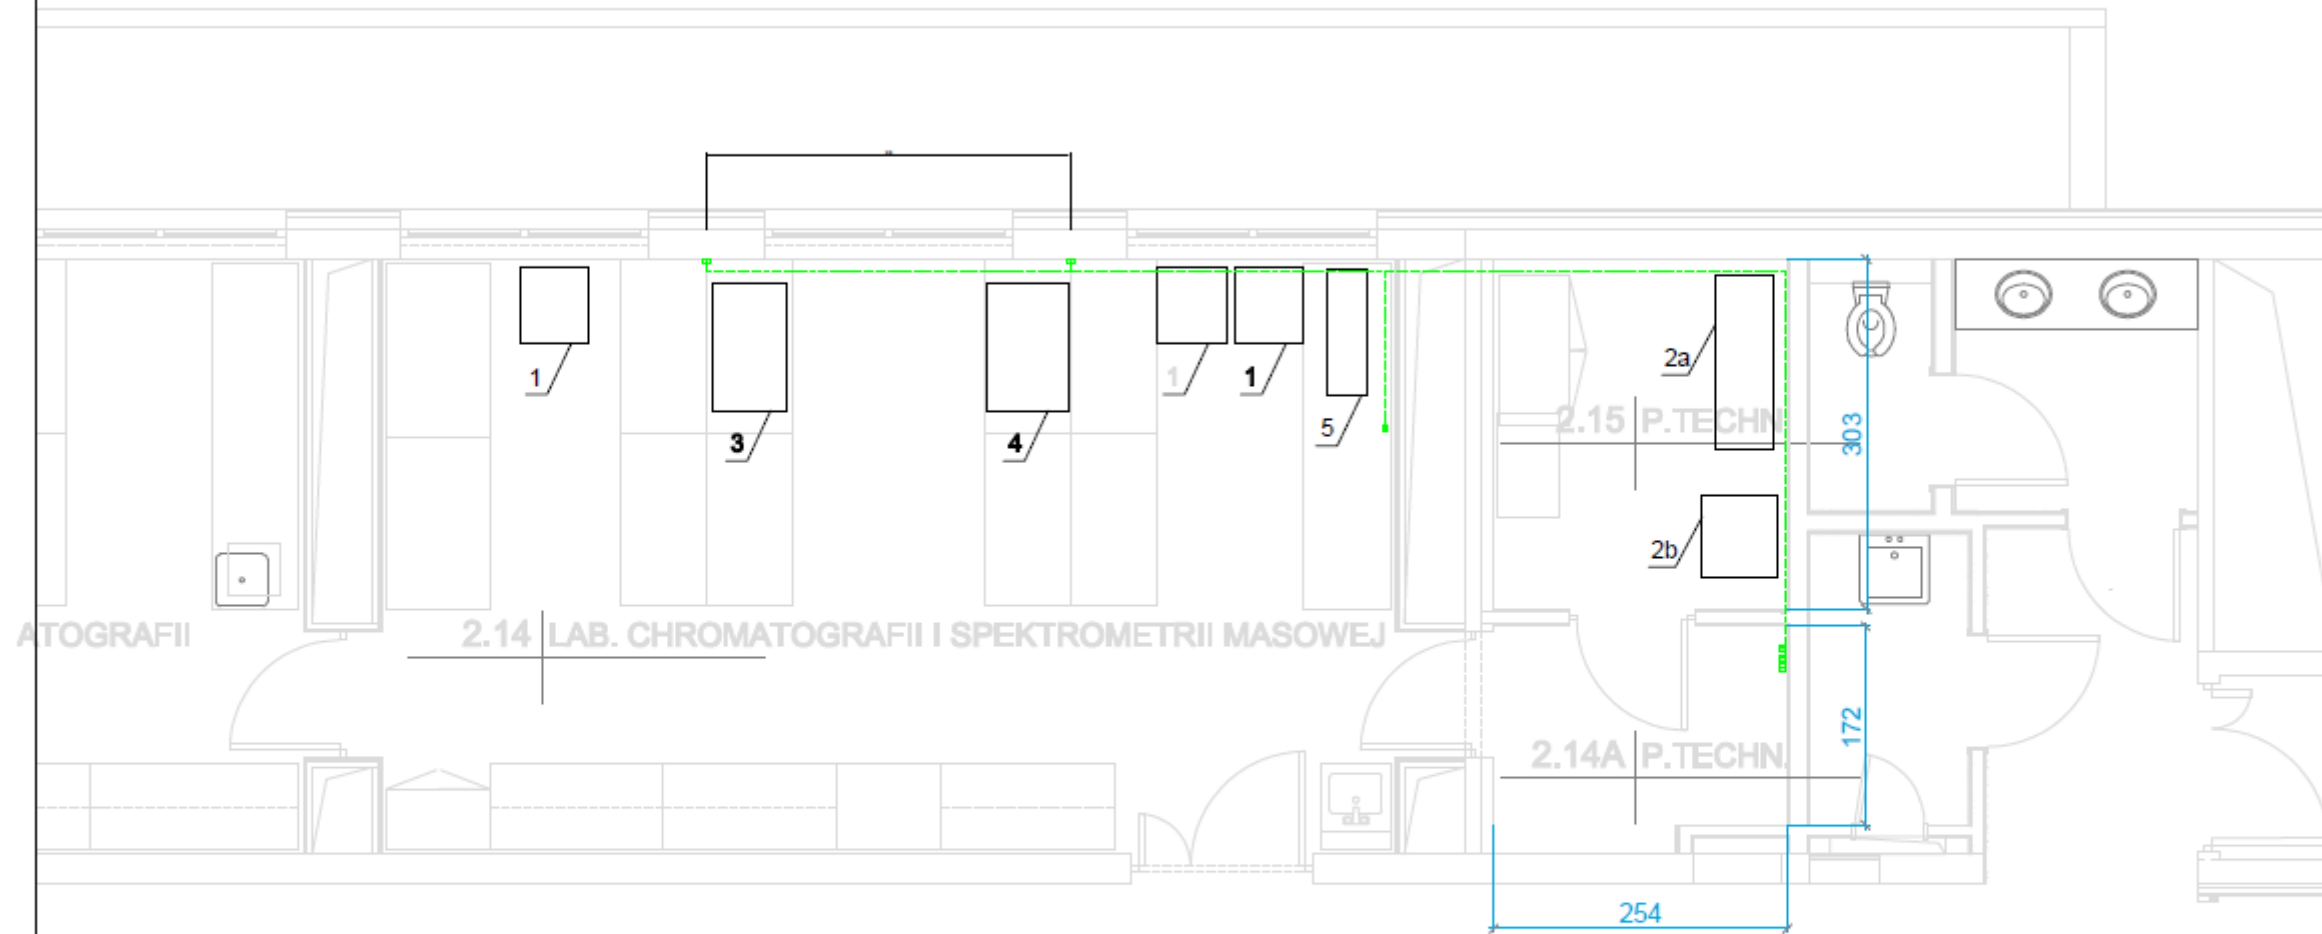 1
3
4
1
1
5
2a
2b
2.15 P.TECHN.
303
ATOGRAFII
2.14 LAB. CHROMATOGRAFII I SPEKTROMETRII MASOWEJ
172
2.14A P.TECHN.
254